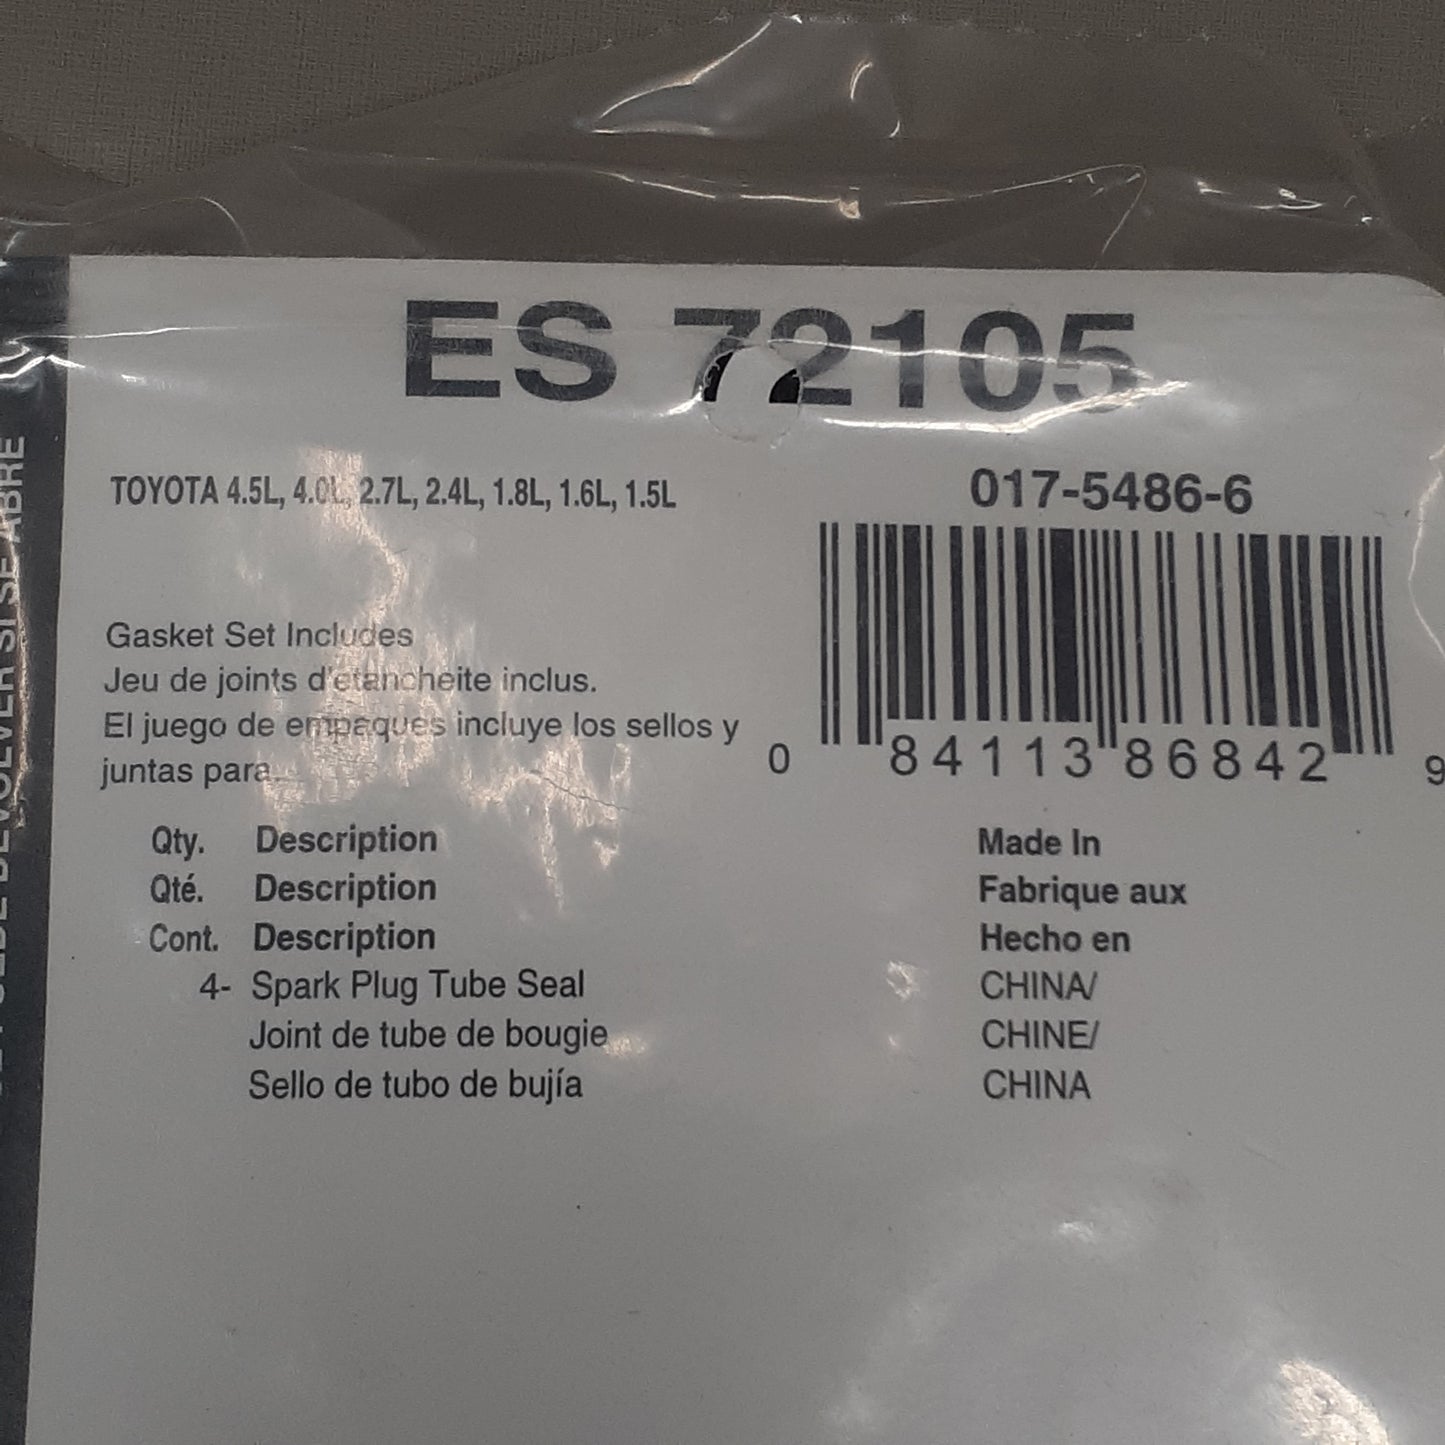 ES 72105
TOYOTA 4.5L, 4.0L, 2.7L, 2.4L, 1.8L, 1.6L, 1.5L
017-5486-6
Gasket Set Includes
Jeu de joints d'etancheite inclus.
El juego de empaques incluye los sellos y
juntas para
0 84113 86842 9
Qty. Description
Qté. Description
Cont. Description
4- Spark Plug Tube Seal
Joint de tube de bougie
Sello de tubo de bujía
Made In
Fabrique aux
Hecho en
CHINA/
CHINE/
CHINA
DEVOLVER SI SE ABRE